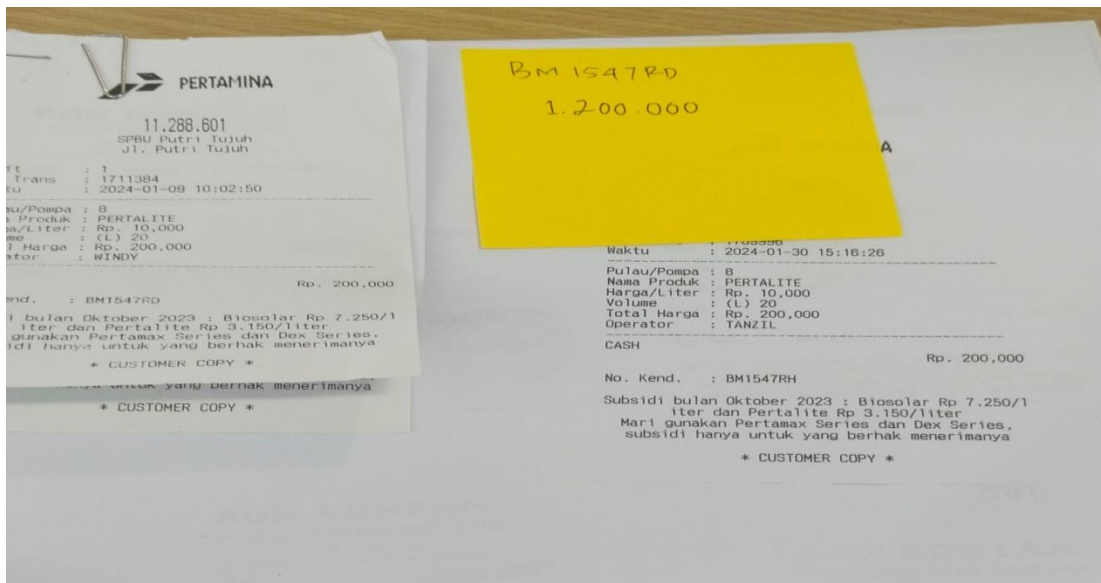 PERTAMINA
11.288.601
SPBU Putri Tujuh
Jl. Putri Tujuh
: 1
Trans : 1711384
: 2024-01-09 10:02:50
/Pompa : 8
Produk : PERTALITE
/Liter : Rp. 10,000
: (L) 20
Harga : Rp. 200,000
: WINDY
Rp. 200,000
: BM1547RD
bulan Oktober 2023 : Biosolar Rp 7.250/l
iter dan Pertalite Rp 3.150/liter
gunakan Pertamax Series dan Dex Series,
hanya untuk yang berhak menerimanya
* CUSTOMER COPY *
untuk yang berhak menerimanya
* CUSTOMER COPY *
BM 1547RD
1.200.000
A
Waktu : 2024-01-30 15:16:26
Pulau/Pompa : 8
Nama Produk : PERTALITE
Harga/Liter : Rp. 10,000
Volume : (L) 20
Total Harga : Rp. 200,000
Operator : TANZIL
CASH
Rp. 200,000
No. Kend. : BM1547RH
Subsidi bulan Oktober 2023 : Biosolar Rp 7.250/l
iter dan Pertalite Rp 3.150/liter
Mari gunakan Pertamax Series dan Dex Series,
subsidi hanya untuk yang berhak menerimanya
* CUSTOMER COPY *